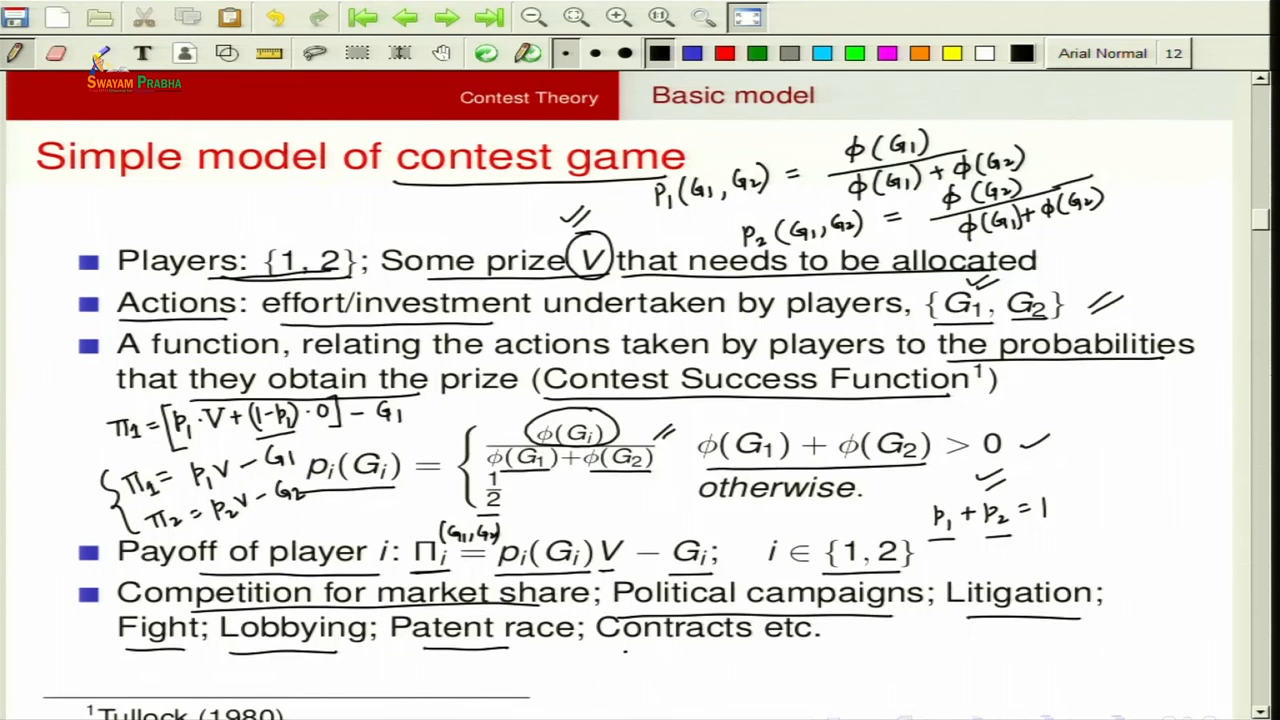 T
Arial Normal 12
SWAYAM PRABHA
Contest Theory Basic model
Simple model of contest game
P₁(G₁, G₂) = ϕ(G₁) / ϕ(G₁) + ϕ(G₂)
P₂(G₁, G₂) = ϕ(G₂) / ϕ(G₁) + ϕ(G₂)
■ Players: {1, 2}; Some prize V that needs to be allocated
■ Actions: effort/investment undertaken by players, {G₁, G₂}
■ A function, relating the actions taken by players to the probabilities
that they obtain the prize (Contest Success Function¹)
π₁ = [p₁ · V + (1-p₁) · 0] - G₁
π₁ = p₁V - G₁
π₂ = p₂V - G₂
pᵢ(Gᵢ) = { ϕ(Gᵢ) / ϕ(G₁)+ϕ(G₂) ϕ(G₁) + ϕ(G₂) > 0
1/2 otherwise.
p₁ + p₂ = 1
(G₁, G₂)
■ Payoff of player i: Πᵢ = pᵢ(Gᵢ)V − Gᵢ; i ∈ {1, 2}
■ Competition for market share; Political campaigns; Litigation;
Fight; Lobbying; Patent race; Contracts etc.
¹Tullock (1980)